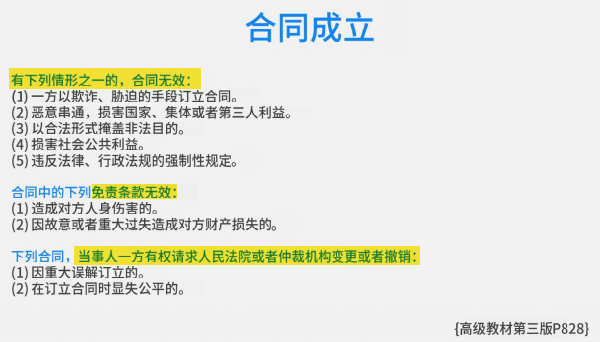 合同成立
有下列情形之一的，合同无效：
(1) 一方以欺诈、胁迫的手段订立合同。
(2) 恶意串通，损害国家、集体或者第三人利益。
(3) 以合法形式掩盖非法目的。
(4) 损害社会公共利益。
(5) 违反法律、行政法规的强制性规定。
合同中的下列免责条款无效：
(1) 造成对方人身伤害的。
(2) 因故意或者重大过失造成对方财产损失的。
下列合同，当事人一方有权请求人民法院或者仲裁机构变更或者撤销：
(1) 因重大误解订立的。
(2) 在订立合同时显失公平的。
{高级教材第三版P828}